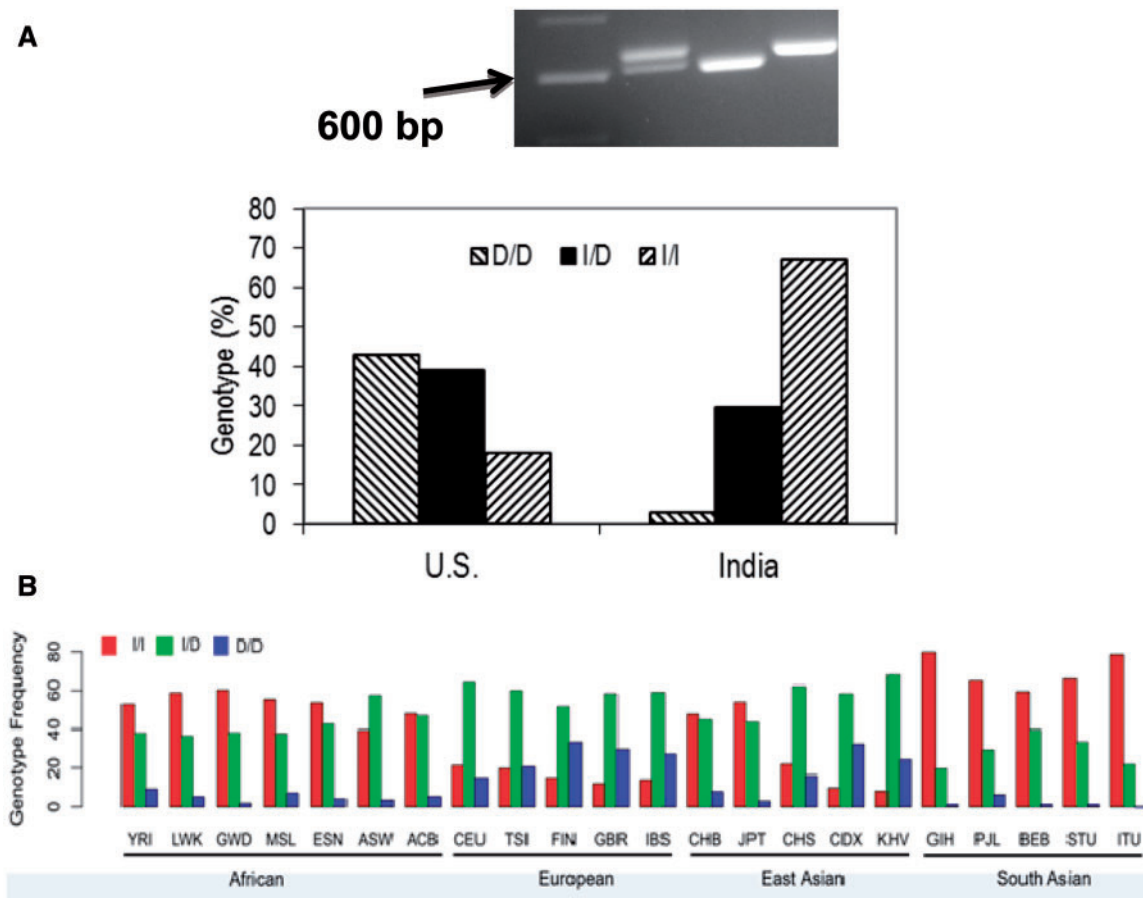 A
600 bp
80
70
60
50
40
30
20
10
0
Genotype (%)
D/D I/D I/I
U.S. India
B
Genotype Frequency
I/I I/D D/D
80
60
40
20
0
YRI LWK GWD MSL ESN ASW ACB CEU TSI FIN GBR IBS CHB JPT CHS CDX KHV GIH PJL BEB STU ITU
African European East Asian South Asian